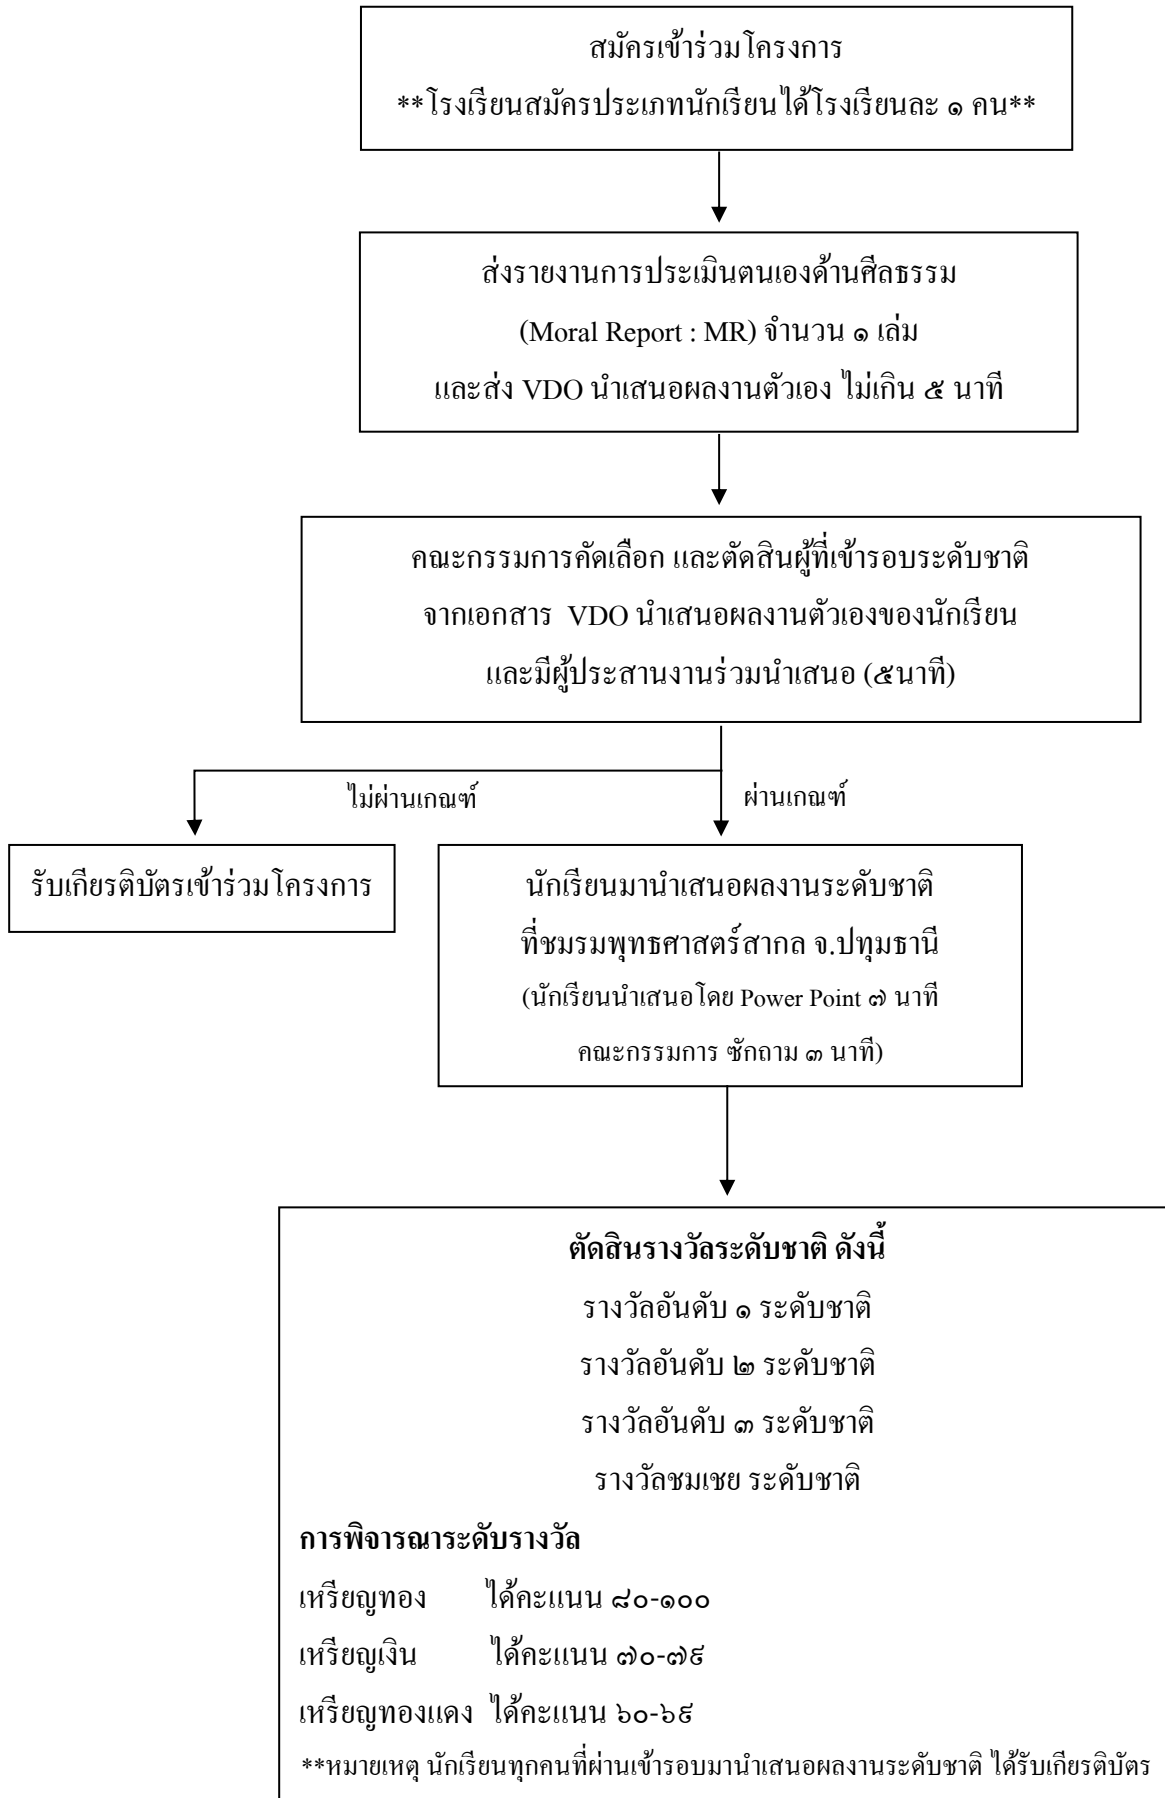 สมัครเข้าร่วมโครงการ
**โรงเรียนสมัครประเภทนักเรียนได้โรงเรียนละ ๑ คน**
ส่งรายงานการประเมินตนเองด้านศีลธรรม
(Moral Report : MR) จำนวน ๑ เล่ม
และส่ง VDO นำเสนอผลงานตัวเอง ไม่เกิน ๕ นาที
คณะกรรมการคัดเลือก และตัดสินผู้ที่เข้ารอบระดับชาติ
จากเอกสาร VDO นำเสนอผลงานตัวเองของนักเรียน
และมีผู้ประสานงานร่วมนำเสนอ (๕นาที)
ไม่ผ่านเกณฑ์
ผ่านเกณฑ์
รับเกียรติบัตรเข้าร่วมโครงการ
นักเรียนมานำเสนอผลงานระดับชาติ
ที่ชมรมพุทธศาสตร์สากล จ.ปทุมธานี
(นักเรียนนำเสนอโดย Power Point ๗ นาที
คณะกรรมการ ซักถาม ๓ นาที)
ตัดสินรางวัลระดับชาติ ดังนี้
รางวัลอันดับ ๑ ระดับชาติ
รางวัลอันดับ ๒ ระดับชาติ
รางวัลอันดับ ๓ ระดับชาติ
รางวัลชมเชย ระดับชาติ
การพิจารณาระดับรางวัล
เหรียญทอง ได้คะแนน ๘๐-๑๐๐
เหรียญเงิน ได้คะแนน ๗๐-๗๙
เหรียญทองแดง ได้คะแนน ๖๐-๖๙
**หมายเหตุ นักเรียนทุกคนที่ผ่านเข้ารอบมานำเสนอผลงานระดับชาติ ได้รับเกียรติบัตร